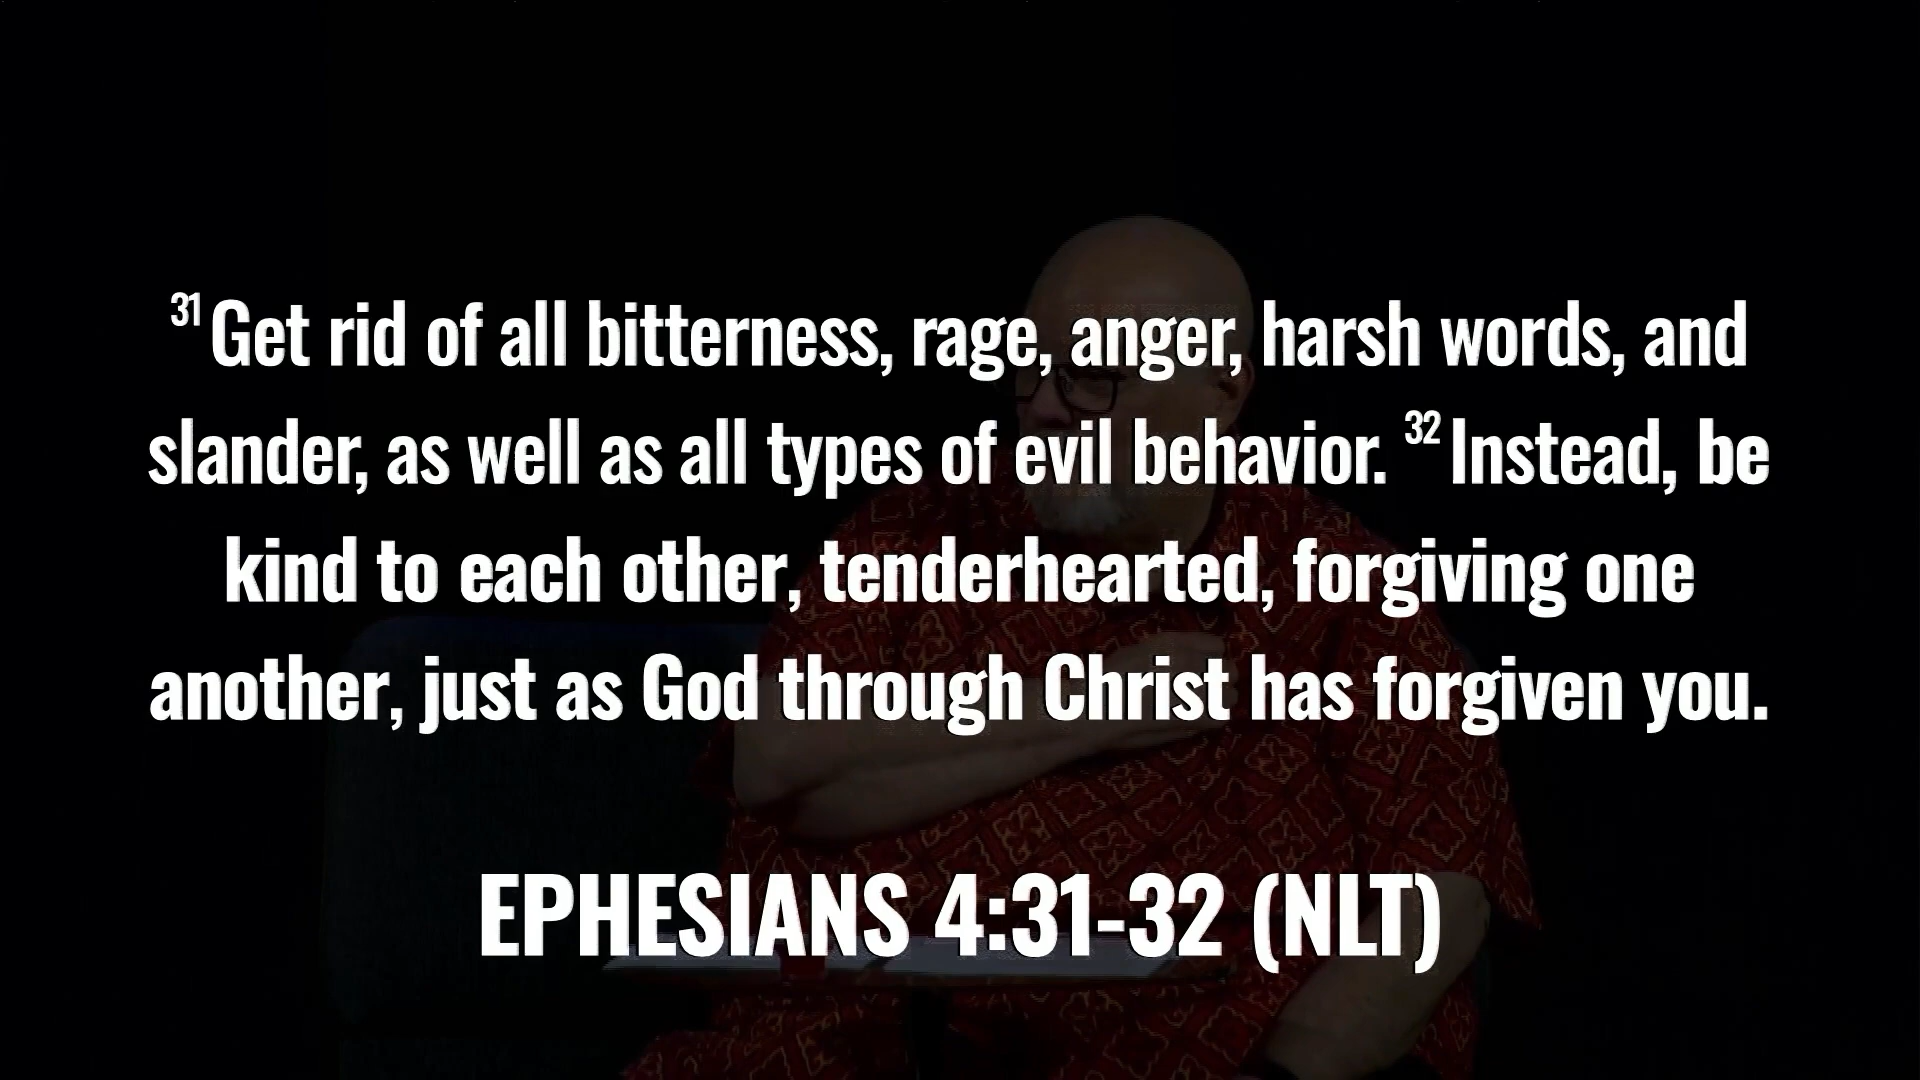 31 Get rid of all bitterness, rage, anger, harsh words, and
slander, as well as all types of evil behavior. 32 Instead, be
kind to each other, tenderhearted, forgiving one
another, just as God through Christ has forgiven you.
EPHESIANS 4:31-32 (NLT)